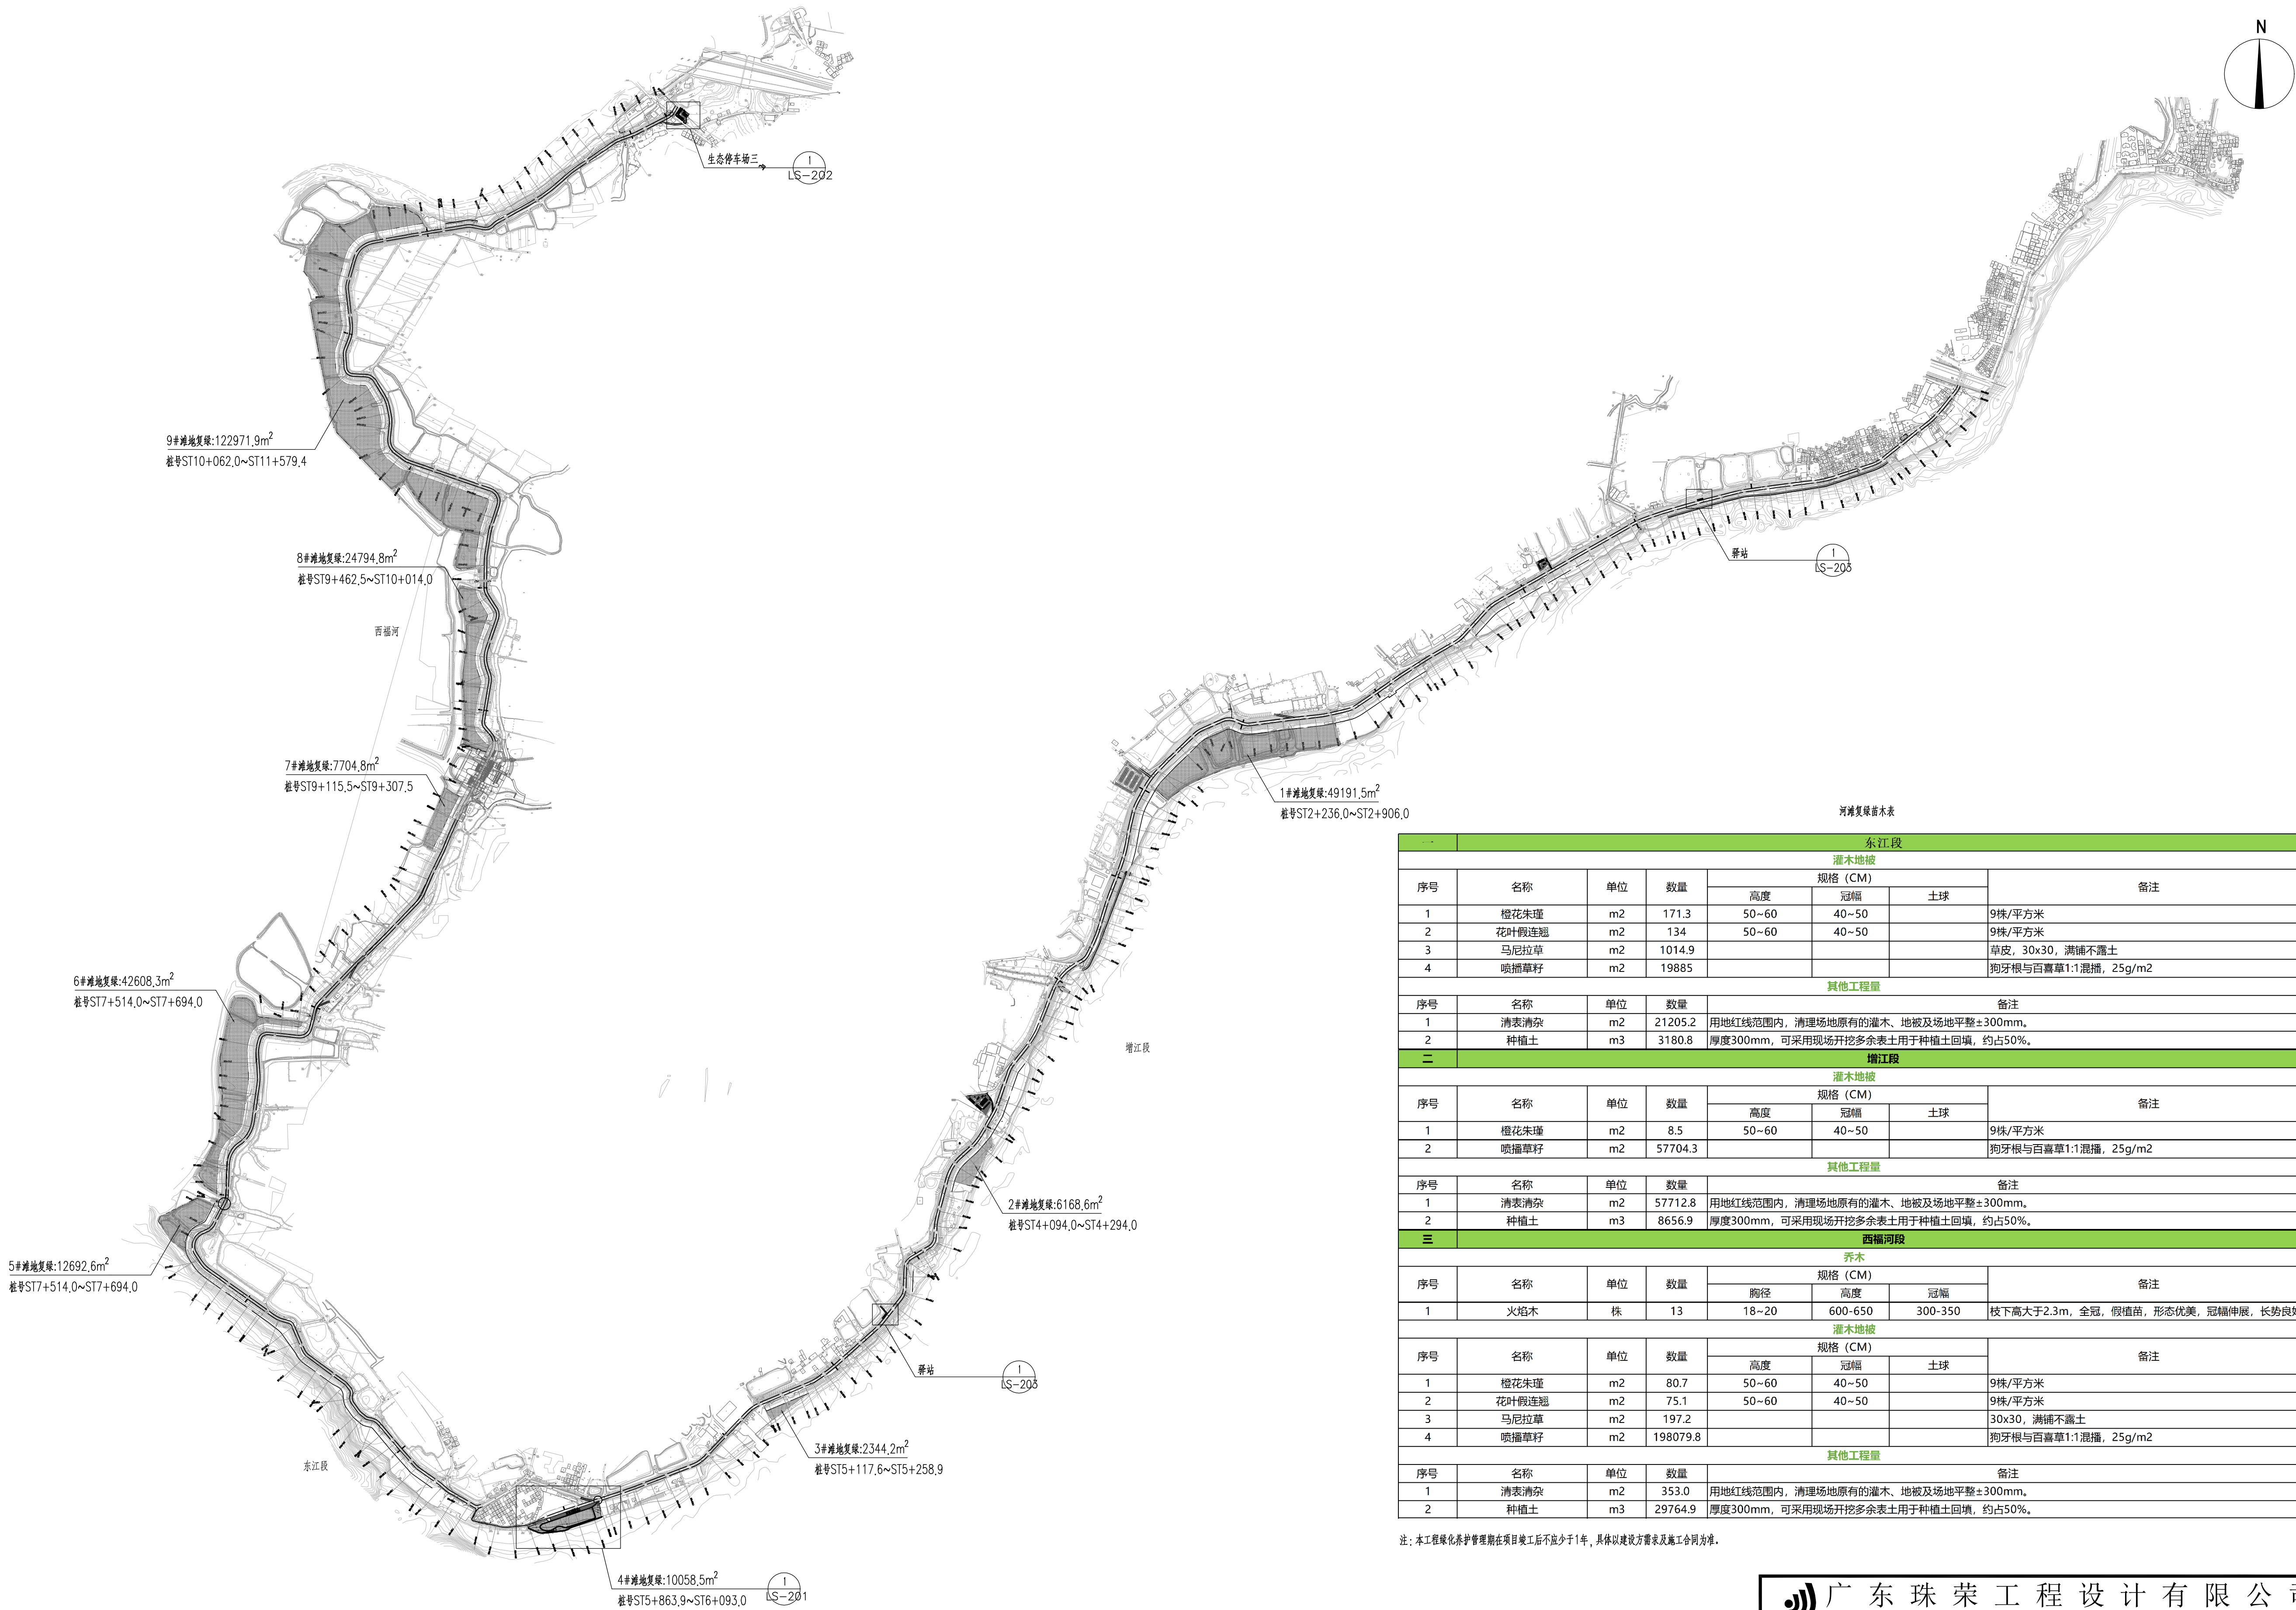 N
生态停车场三
1
LS-202
9#滩地复绿:122971.9m²
桩号ST10+062.0~ST11+579.4
8#滩地复绿:24794.8m²
桩号ST9+462.5~ST10+014.0
西福河
驿站
1
LS-203
7#滩地复绿:7704.8m²
桩号ST9+115.5~ST9+307.5
1#滩地复绿:49191.5m²
桩号ST2+236.0~ST2+906.0
6#滩地复绿:42608.3m²
桩号ST7+514.0~ST7+694.0
增江段
2#滩地复绿:6168.6m²
桩号ST4+094.0~ST4+294.0
5#滩地复绿:12692.6m²
桩号ST7+514.0~ST7+694.0
驿站
1
LS-203
3#滩地复绿:2344.2m²
桩号ST5+117.6~ST5+258.9
东江段
4#滩地复绿:10058.5m²
桩号ST5+863.9~ST6+093.0
1
LS-201
河滩复绿苗木表
一 东江段
灌木地被
序号 名称 单位 数量 规格（CM） 备注
高度 冠幅 土球
1 橙花朱瑾 m2 171.3 50~60 40~50 9株/平方米
2 花叶假连翘 m2 134 50~60 40~50 9株/平方米
3 马尼拉草 m2 1014.9 草皮，30x30，满铺不露土
4 喷播草籽 m2 19885 狗牙根与百喜草1:1混播，25g/m2
其他工程量
序号 名称 单位 数量 备注
1 清表清杂 m2 21205.2 用地红线范围内，清理场地原有的灌木、地被及场地平整±300mm。
2 种植土 m3 3180.8 厚度300mm，可采用现场开挖多余表土用于种植土回填，约占50%。
二 增江段
灌木地被
序号 名称 单位 数量 规格（CM） 备注
高度 冠幅 土球
1 橙花朱瑾 m2 8.5 50~60 40~50 9株/平方米
2 喷播草籽 m2 57704.3 狗牙根与百喜草1:1混播，25g/m2
其他工程量
序号 名称 单位 数量 备注
1 清表清杂 m2 57712.8 用地红线范围内，清理场地原有的灌木、地被及场地平整±300mm。
2 种植土 m3 8656.9 厚度300mm，可采用现场开挖多余表土用于种植土回填，约占50%。
三 西福河段
乔木
序号 名称 单位 数量 规格（CM） 备注
胸径 高度 冠幅
1 火焰木 株 13 18~20 600-650 300-350 枝下高大于2.3m，全冠，假植苗，形态优美，冠幅伸展，长势良
灌木地被
序号 名称 单位 数量 规格（CM） 备注
高度 冠幅 土球
1 橙花朱瑾 m2 80.7 50~60 40~50 9株/平方米
2 花叶假连翘 m2 75.1 50~60 40~50 9株/平方米
3 马尼拉草 m2 197.2 30x30，满铺不露土
4 喷播草籽 m2 198079.8 狗牙根与百喜草1:1混播，25g/m2
其他工程量
序号 名称 单位 数量 备注
1 清表清杂 m2 353.0 用地红线范围内，清理场地原有的灌木、地被及场地平整±300mm。
2 种植土 m3 29764.9 厚度300mm，可采用现场开挖多余表土用于种植土回填，约占50%。
注：本工程绿化养护管理期在项目竣工后不应少于1年，具体以建设方需求及施工合同为准。
广东珠荣工程设计有限公